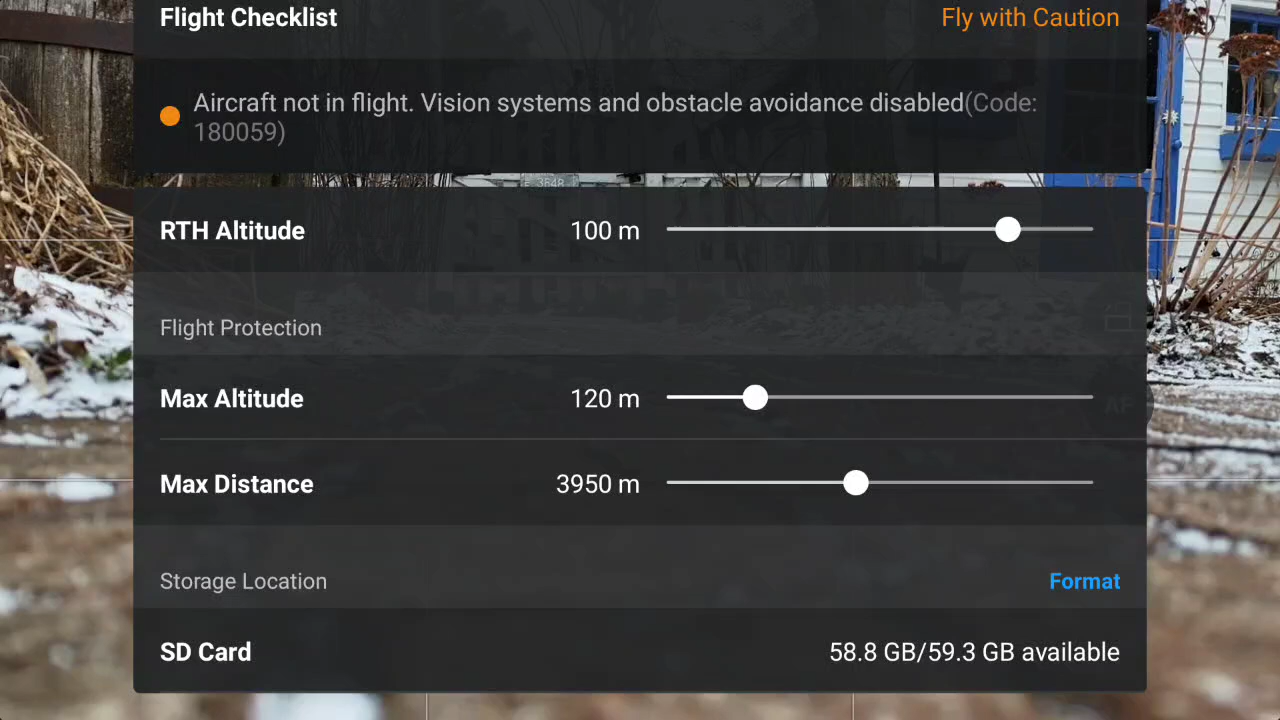 Flight Checklist Fly with Caution
Aircraft not in flight. Vision systems and obstacle avoidance disabled(Code:
180059)
RTH Altitude 100 m
Flight Protection
Max Altitude 120 m
AF
Max Distance 3950 m
Storage Location Format
SD Card 58.8 GB/59.3 GB available